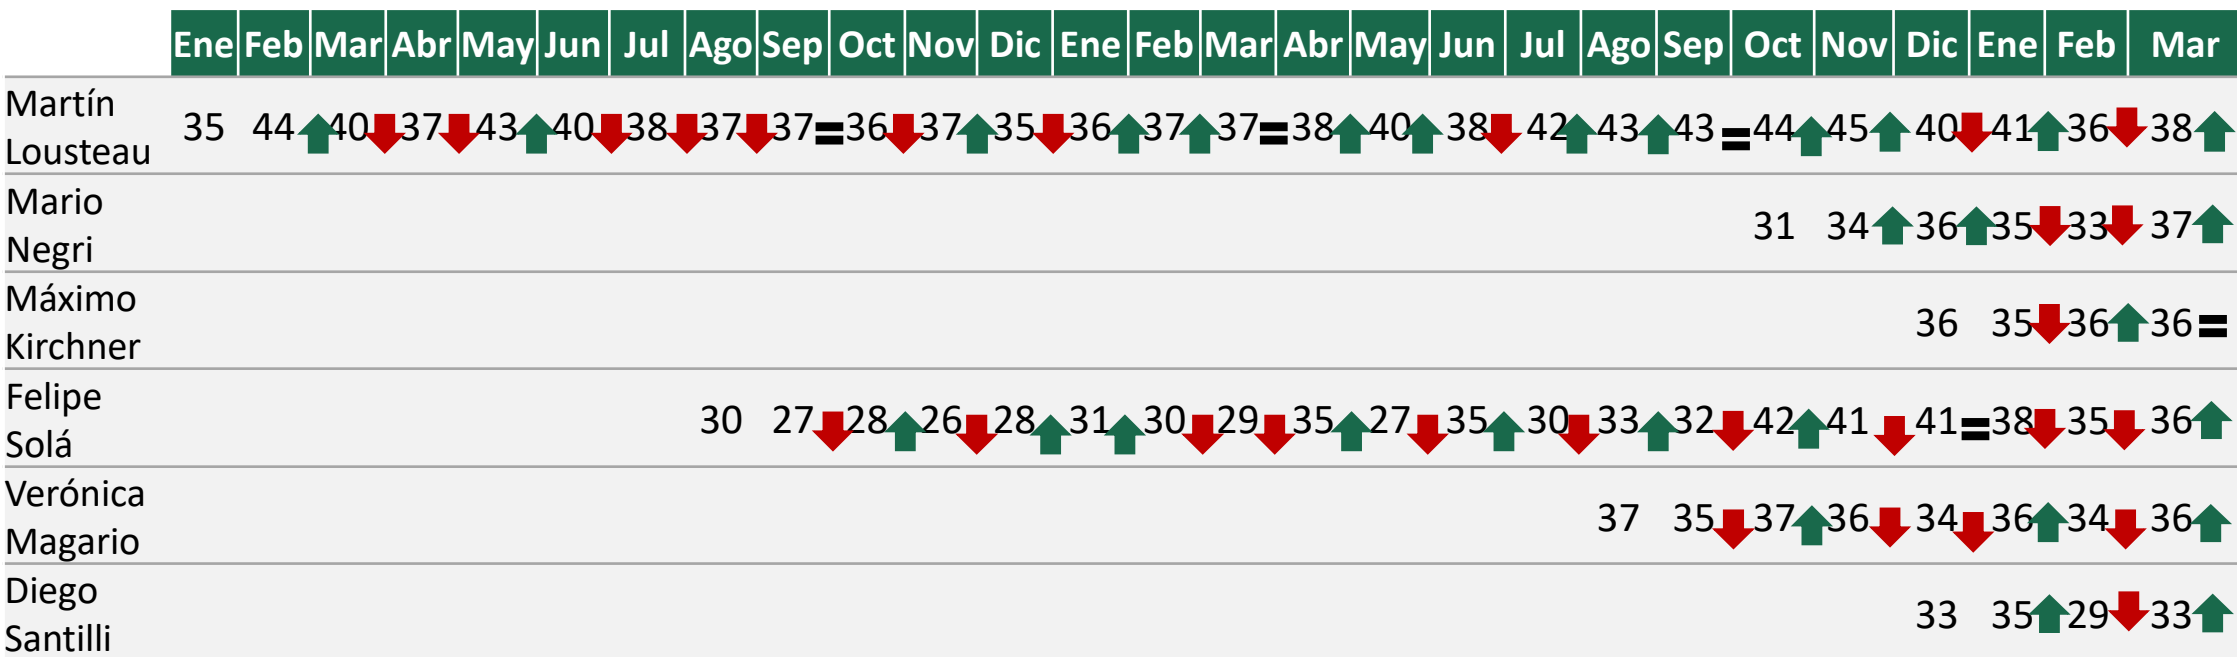 Ene Feb Mar Abr May Jun Jul Ago Sep Oct Nov Dic Ene Feb Mar Abr May Jun Jul Ago Sep Oct Nov Dic Ene Feb Mar
Martín
Lousteau
35 44 40 37 43 40 38 37 37 = 36 37 35 36 37 37 = 38 40 38 42 43 43 = 44 45 40 41 36 38
Mario
Negri
31 34 36 35 33 37
Máximo
Kirchner
36 35 36 36 =
Felipe
Solá
30 27 28 26 28 31 30 29 35 27 35 30 33 32 42 41 41 = 38 35 36
Verónica
Magario
37 35 37 36 34 36 34 36
Diego
Santilli
33 35 29 33